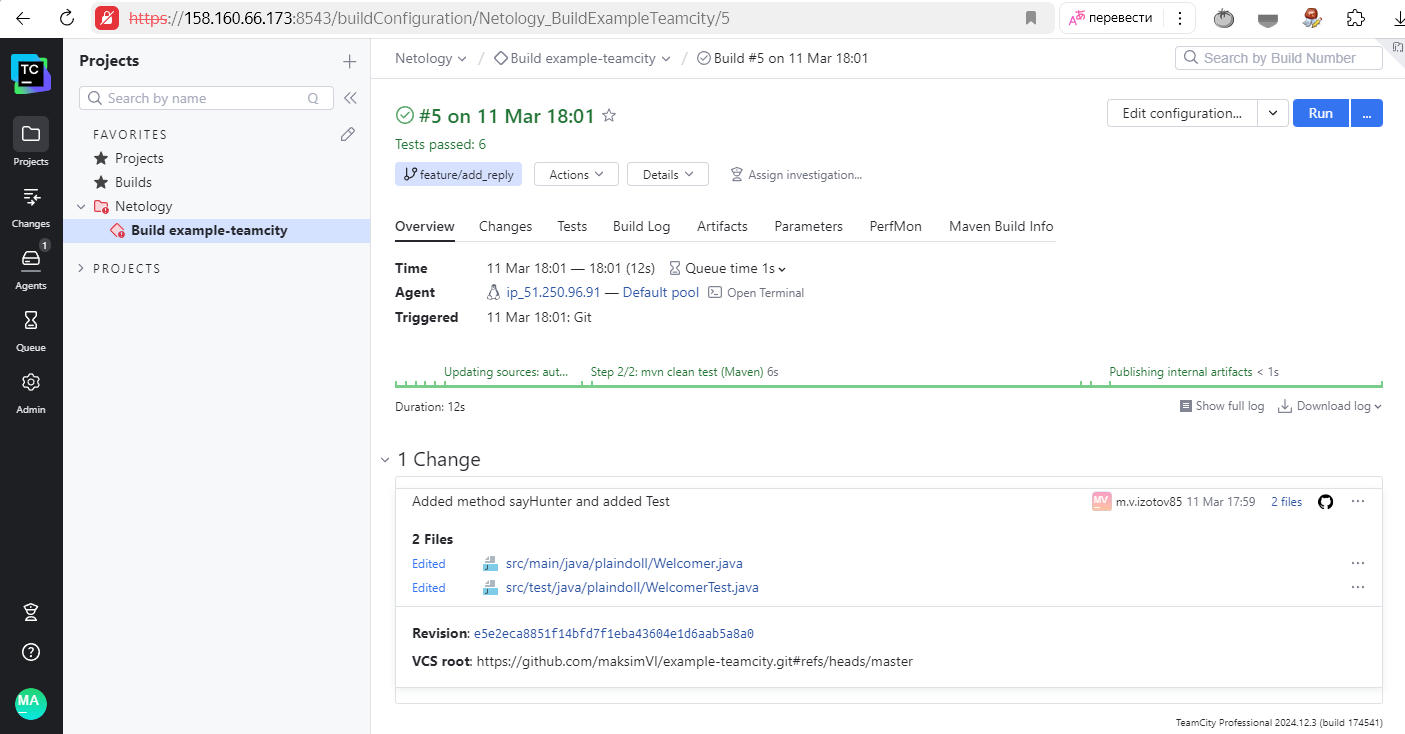 https://158.160.66.173:8543/buildConfiguration/Netology_BuildExampleTeamcity/5
перевести
TC
Projects
Changes
1
Agents
Queue
Admin
MA
Projects
Search by name
Q
FAVORITES
Projects
Builds
Netology
Build example-teamcity
PROJECTS
Netology / Build example-teamcity / Build #5 on 11 Mar 18:01
Search by Build Number
#5 on 11 Mar 18:01
Edit configuration...
Run
...
Tests passed: 6
feature/add_reply
Actions
Details
Assign investigation...
Overview Changes Tests Build Log Artifacts Parameters PerfMon Maven Build Info
Time 11 Mar 18:01 — 18:01 (12s) Queue time 1s
Agent ip_51.250.96.91 — Default pool Open Terminal
Triggered 11 Mar 18:01: Git
Updating sources: aut... Step 2/2: mvn clean test (Maven) 6s Publishing internal artifacts < 1s
Duration: 12s Show full log Download log
1 Change
Added method sayHunter and added Test MV m.v.izotov85 11 Mar 17:59 2 files ...
2 Files
Edited src/main/java/plaindoll/Welcomer.java ...
Edited src/test/java/plaindoll/WelcomerTest.java ...
Revision: e5e2eca8851f14bfd7f1eba43604e1d6aab5a8a0
VCS root: https://github.com/maksimVI/example-teamcity.git#refs/heads/master
TeamCity Professional 2024.12.3 (build 174541)